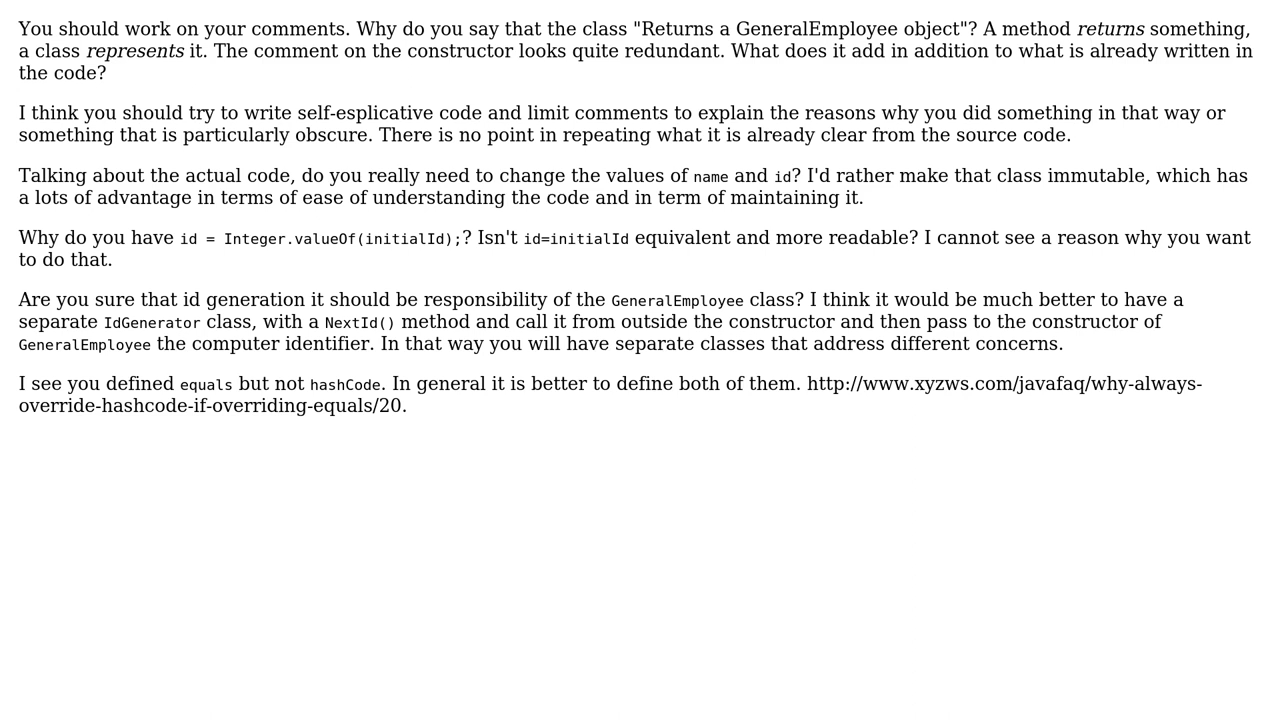 You should work on your comments. Why do you say that the class "Returns a GeneralEmployee object"? A method returns something,
a class represents it. The comment on the constructor looks quite redundant. What does it add in addition to what is already written in
the code?
I think you should try to write self-esplicative code and limit comments to explain the reasons why you did something in that way or
something that is particularly obscure. There is no point in repeating what it is already clear from the source code.
Talking about the actual code, do you really need to change the values of name and id? I'd rather make that class immutable, which has
a lots of advantage in terms of ease of understanding the code and in term of maintaining it.
Why do you have id = Integer.valueOf(initialId);? Isn't id=initialId equivalent and more readable? I cannot see a reason why you want
to do that.
Are you sure that id generation it should be responsibility of the GeneralEmployee class? I think it would be much better to have a
separate IdGenerator class, with a NextId() method and call it from outside the constructor and then pass to the constructor of
GeneralEmployee the computer identifier. In that way you will have separate classes that address different concerns.
I see you defined equals but not hashCode. In general it is better to define both of them. http://www.xyzws.com/javafaq/why-always-
override-hashcode-if-overriding-equals/20.